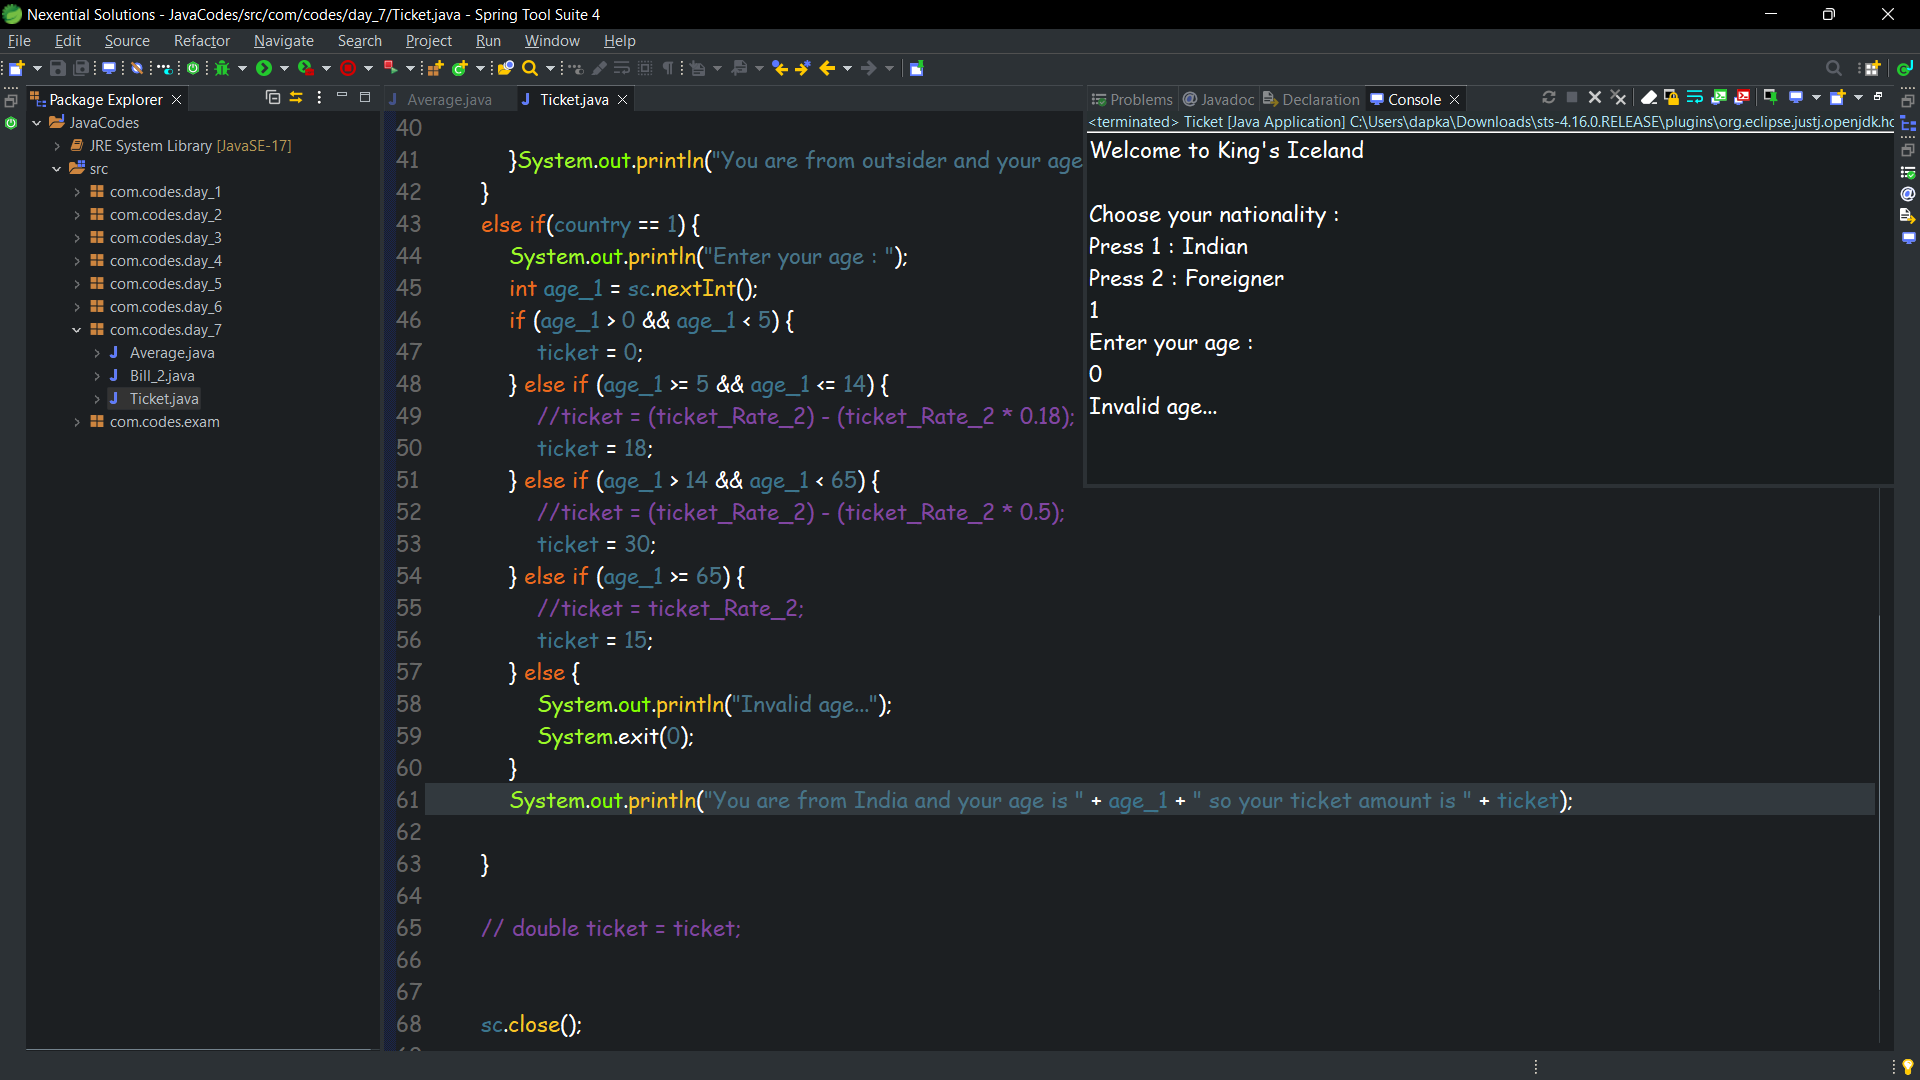 Nexential Solutions - JavaCodes/src/com/codes/day_7/Ticket.java - Spring Tool Suite 4
File Edit Source Refactor Navigate Search Project Run Window Help
Package Explorer
JavaCodes
JRE System Library [JavaSE-17]
src
com.codes.day_1
com.codes.day_2
com.codes.day_3
com.codes.day_4
com.codes.day_5
com.codes.day_6
com.codes.day_7
Average.java
Bill_2.java
Ticket.java
com.codes.exam
Average.java Ticket.java
40
41 }System.out.println("You are from outsider and your age
42 }
43 else if(country == 1) {
44 System.out.println("Enter your age : ");
45 int age_1 = sc.nextInt();
46 if (age_1 > 0 && age_1 < 5) {
47 ticket = 0;
48 } else if (age_1 >= 5 && age_1 <= 14) {
49 //ticket = (ticket_Rate_2) - (ticket_Rate_2 * 0.18);
50 ticket = 18;
51 } else if (age_1 > 14 && age_1 < 65) {
52 //ticket = (ticket_Rate_2) - (ticket_Rate_2 * 0.5);
53 ticket = 30;
54 } else if (age_1 >= 65) {
55 //ticket = ticket_Rate_2;
56 ticket = 15;
57 } else {
58 System.out.println("Invalid age...");
59 System.exit(0);
60 }
61 System.out.println("You are from India and your age is " + age_1 + " so your ticket amount is " + ticket);
62
63 }
64
65 // double ticket = ticket;
66
67
68 sc.close();
Problems Javadoc Declaration Console
<terminated> Ticket [Java Application] C:\Users\dapka\Downloads\sts-4.16.0.RELEASE\plugins\org.eclipse.justj.openjdk.ho
Welcome to King's Iceland
Choose your nationality :
Press 1 : Indian
Press 2 : Foreigner
1
Enter your age :
0
Invalid age...